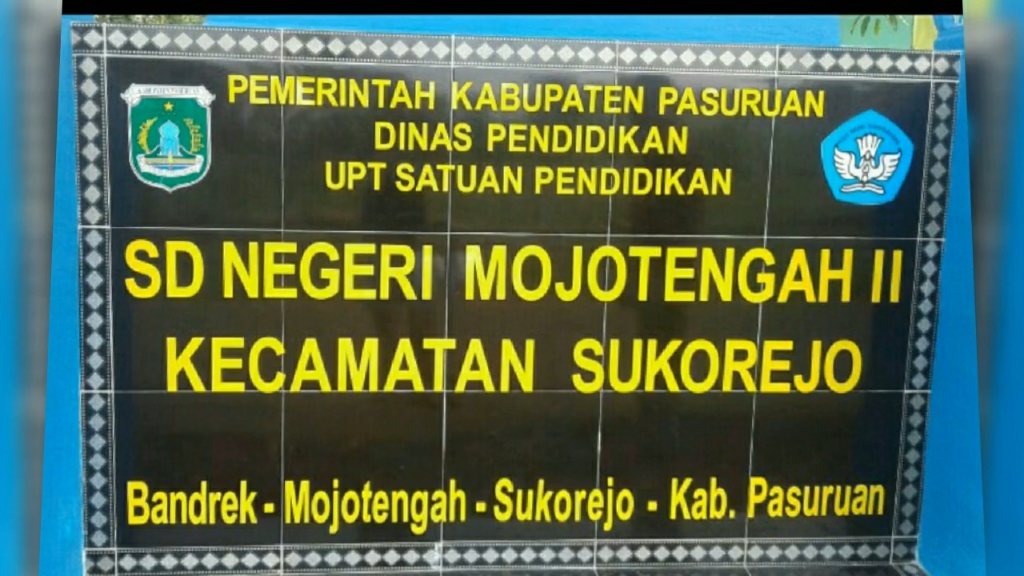 PEMERINTAH KABUPATEN PASURUAN
DINAS PENDIDIKAN
UPT SATUAN PENDIDIKAN
SD NEGERI MOJOTENGAH II
KECAMATAN SUKOREJO
Bandrek - Mojotengah - Sukorejo - Kab. Pasuruan